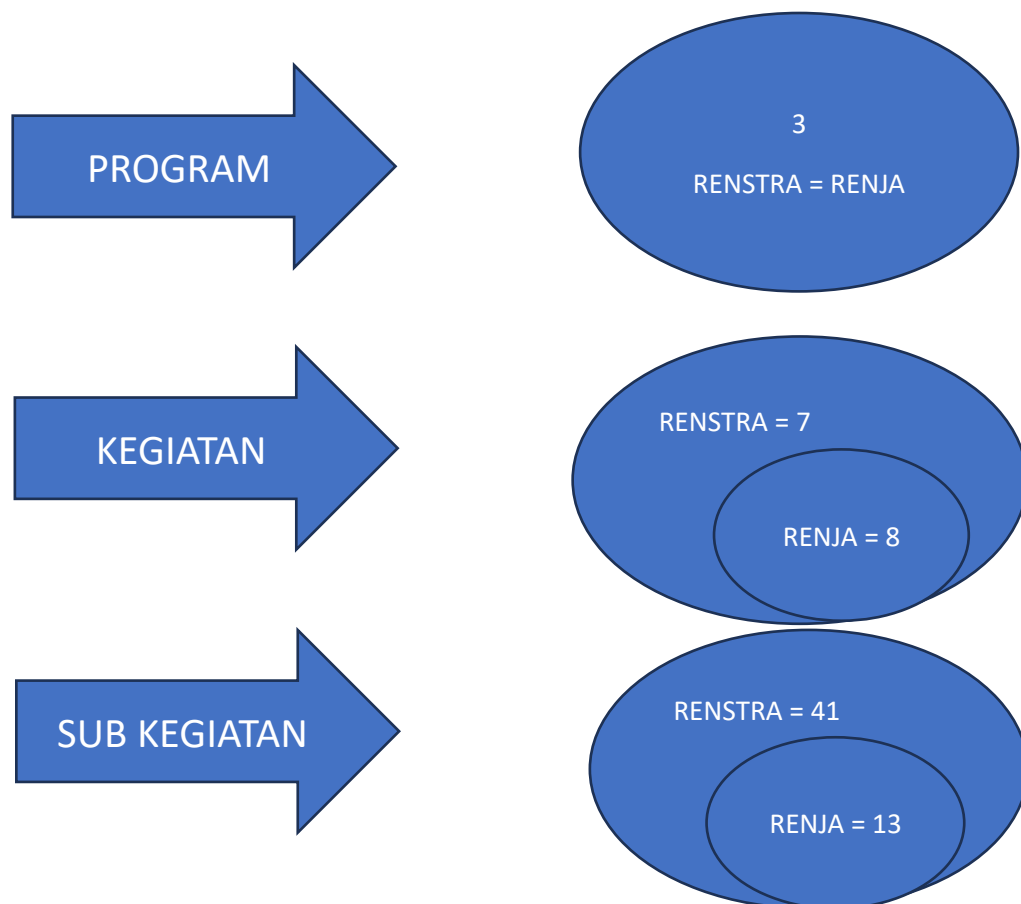 PROGRAM
3
RENSTRA = RENJA
KEGIATAN
RENSTRA = 7
RENJA = 8
SUB KEGIATAN
RENSTRA = 41
RENJA = 13